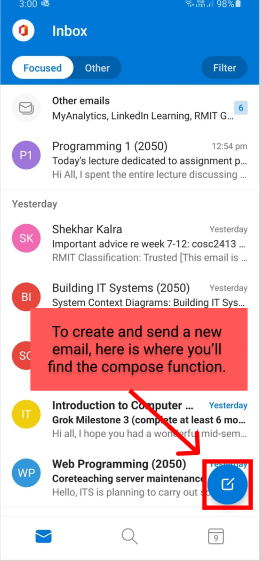 3:00 98%
Inbox
Focused Other Filter
Other emails
MyAnalytics, LinkedIn Learning, RMIT G... 6
P1 Programming 1 (2050) 12:54 pm
Today's lecture dedicated to assignment p...
Hi All, I spent the entire lecture discussing ...
Yesterday
SK Shekhar Kalra Yesterday
Important advice re week 7-12: cosc2413 ...
RMIT Classification: Trusted [This email is ...
BI Building IT Systems (2050) Yesterday
System Context Diagrams: Building IT Sys...
To create and send a new
email, here is where you'll
find the compose function.
IT Introduction to Computer ... Yesterday
Grok Milestone 3 (complete at least 6 mo...
Hi all, I hope you had a wonderful mid-sem...
WP Web Programming (2050) Yesterday
Coreteaching server maintenance
Hello, ITS is planning to carry out
9